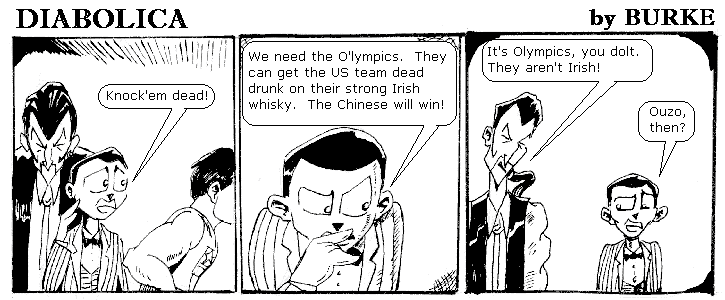 DIABOLICA
by BURKE
Knock'em dead!
We need the O'lympics. They
can get the US team dead
drunk on their strong Irish
whisky. The Chinese will win!
It's Olympics, you dolt.
They aren't Irish!
Ouzo,
then?